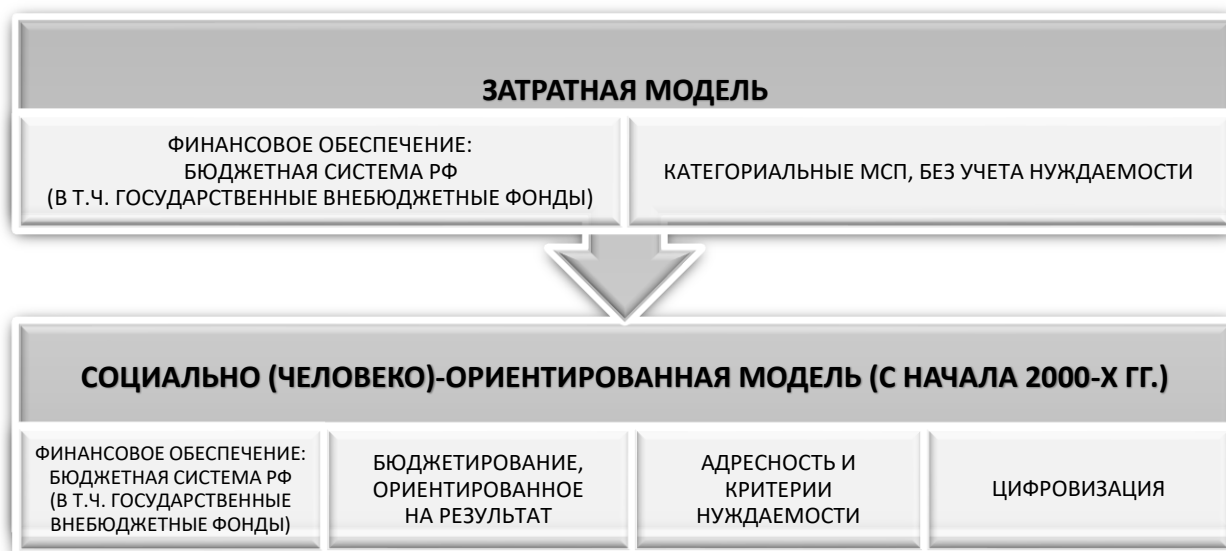 ЗАТРАТНАЯ МОДЕЛЬ
ФИНАНСОВОЕ ОБЕСПЕЧЕНИЕ:
БЮДЖЕТНАЯ СИСТЕМА РФ
(В Т.Ч. ГОСУДАРСТВЕННЫЕ ВНЕБЮДЖЕТНЫЕ ФОНДЫ)
КАТЕГОРИАЛЬНЫЕ МСП, БЕЗ УЧЕТА НУЖДАЕМОСТИ
СОЦИАЛЬНО (ЧЕЛОВЕКО)-ОРИЕНТИРОВАННАЯ МОДЕЛЬ (С НАЧАЛА 2000-Х ГГ.)
ФИНАНСОВОЕ ОБЕСПЕЧЕНИЕ:
БЮДЖЕТНАЯ СИСТЕМА РФ
(В Т.Ч. ГОСУДАРСТВЕННЫЕ
ВНЕБЮДЖЕТНЫЕ ФОНДЫ)
БЮДЖЕТИРОВАНИЕ,
ОРИЕНТИРОВАННОЕ
НА РЕЗУЛЬТАТ
АДРЕСНОСТЬ И
КРИТЕРИИ
НУЖДАЕМОСТИ
ЦИФРОВИЗАЦИЯ